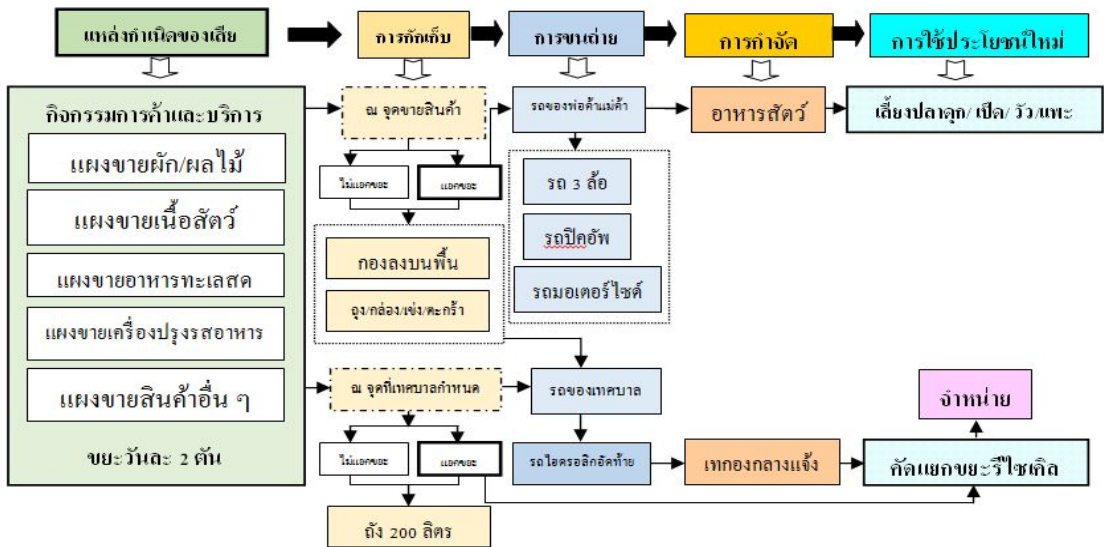 แหล่งกำเนิดของเสีย
การกักเก็บ
การขนถ่าย
การกำจัด
การใช้ประโยชน์ใหม่
กิจกรรมการค้าและบริการ
แผงขายผัก/ผลไม้
แผงขายเนื้อสัตว์
แผงขายอาหารทะเลสด
แผงขายเครื่องปรุงรสอาหาร
แผงขายสินค้าอื่น ๆ
ขยะวันละ 2 ตัน
ณ จุดขายสินค้า
ไม่แยกขยะ
แยกขยะ
กองลงบนพื้น
ถุง/กล่อง/เข่ง/ตะกร้า
ณ จุดที่เทศบาลกำหนด
ไม่แยกขยะ
แยกขยะ
ถัง 200 ลิตร
รถของพ่อค้าแม่ค้า
รถ 3 ล้อ
รถปิคอัพ
รถมอเตอร์ไซค์
รถของเทศบาล
รถไฮดรอลิกอัดท้าย
อาหารสัตว์
เทกองกลางแจ้ง
เลี้ยงปลาดุก/ เป็ด/ วัว/แพะ
จำหน่าย
คัดแยกขยะรีไซเคิล